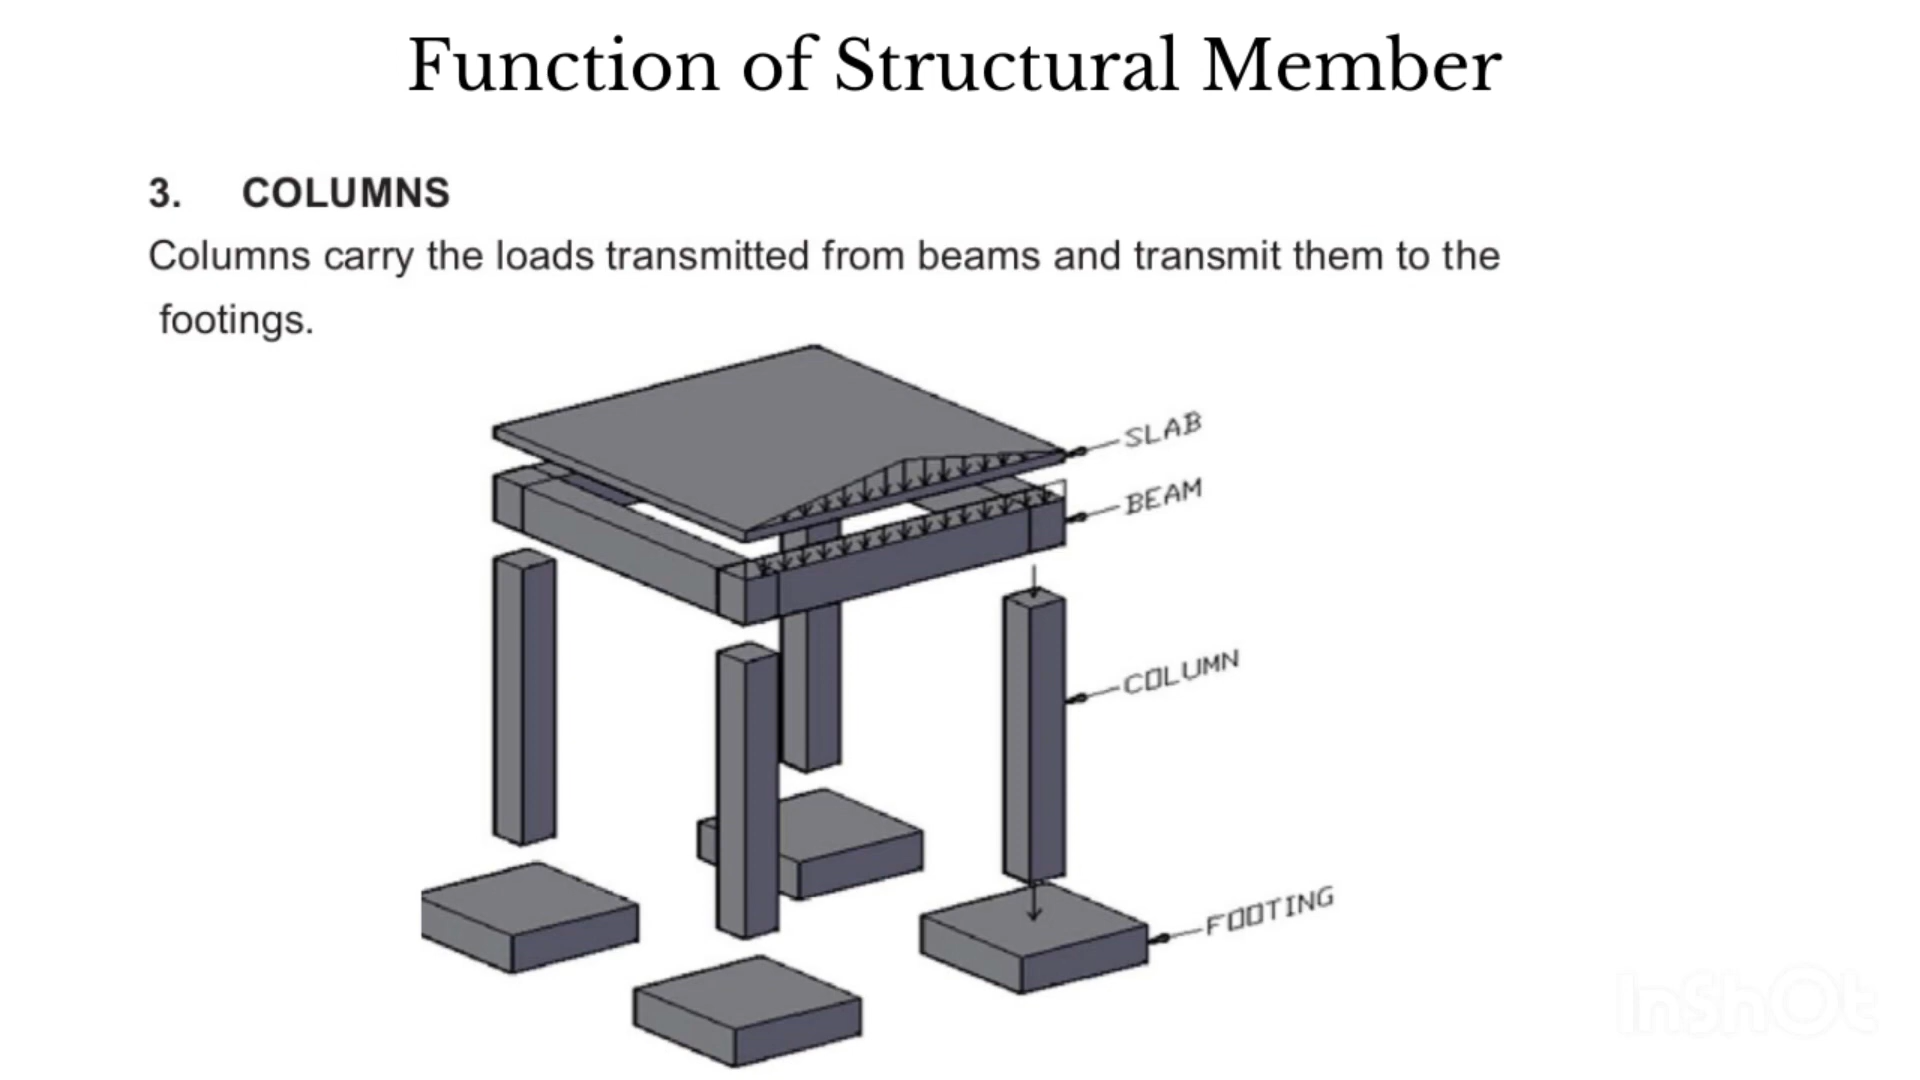 Function of Structural Member
3. COLUMNS
Columns carry the loads transmitted from beams and transmit them to the
footings.
SLAB
BEAM
COLUMN
FOOTING
InShOt